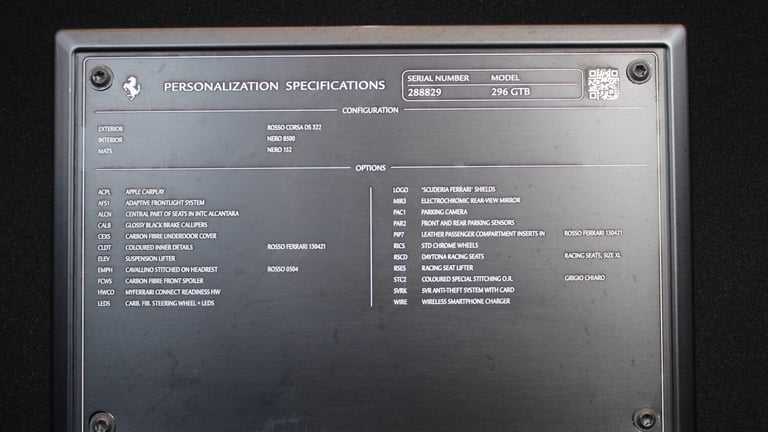 PERSONALIZATION SPECIFICATIONS
SERIAL NUMBER MODEL
288829 296 GTB
CONFIGURATION
EXTERIOR ROSSO CORSA DS 322
INTERIOR NERO 8500
MATS NERO 152
OPTIONS
ACPL APPLE CARPLAY
AFS1 ADAPTIVE FRONTLIGHT SYSTEM
ALCN CENTRAL PART OF SEATS IN INTC ALCANTARA
CALB GLOSSY BLACK BRAKE CALLIPERS
CEXS CARBON FIBRE UNDERDOOR COVER
CLDT COLOURED INNER DETAILS ROSSO FERRARI 130421
ELEV SUSPENSION LIFTER
EMPH CAVALLINO STITCHED ON HEADREST ROSSO 0504
FCWS CARBON FIBRE FRONT SPOILER
HWCO MYFERRARI CONNECT READINESS HW
LEDS CARB. FIB. STEERING WHEEL + LEDS
LOGO 'SCUDERIA FERRARI' SHIELDS
MIR3 ELECTROCHROMIC REAR-VIEW MIRROR
PAC1 PARKING CAMERA
PAR2 FRONT AND REAR PARKING SENSORS
PIP7 LEATHER PASSENGER COMPARTMENT INSERTS IN ROSSO FERRARI 130421
RICS STD CHROME WHEELS
RSCD DAYTONA RACING SEATS RACING SEATS, SIZE XL
RSES RACING SEAT LIFTER
STC2 COLOURED SPECIAL STITCHING O.R. GRIGIO CHIARO
SVRK SVR ANTI-THEFT SYSTEM WITH CARD
WIRE WIRELESS SMARTPHONE CHARGER